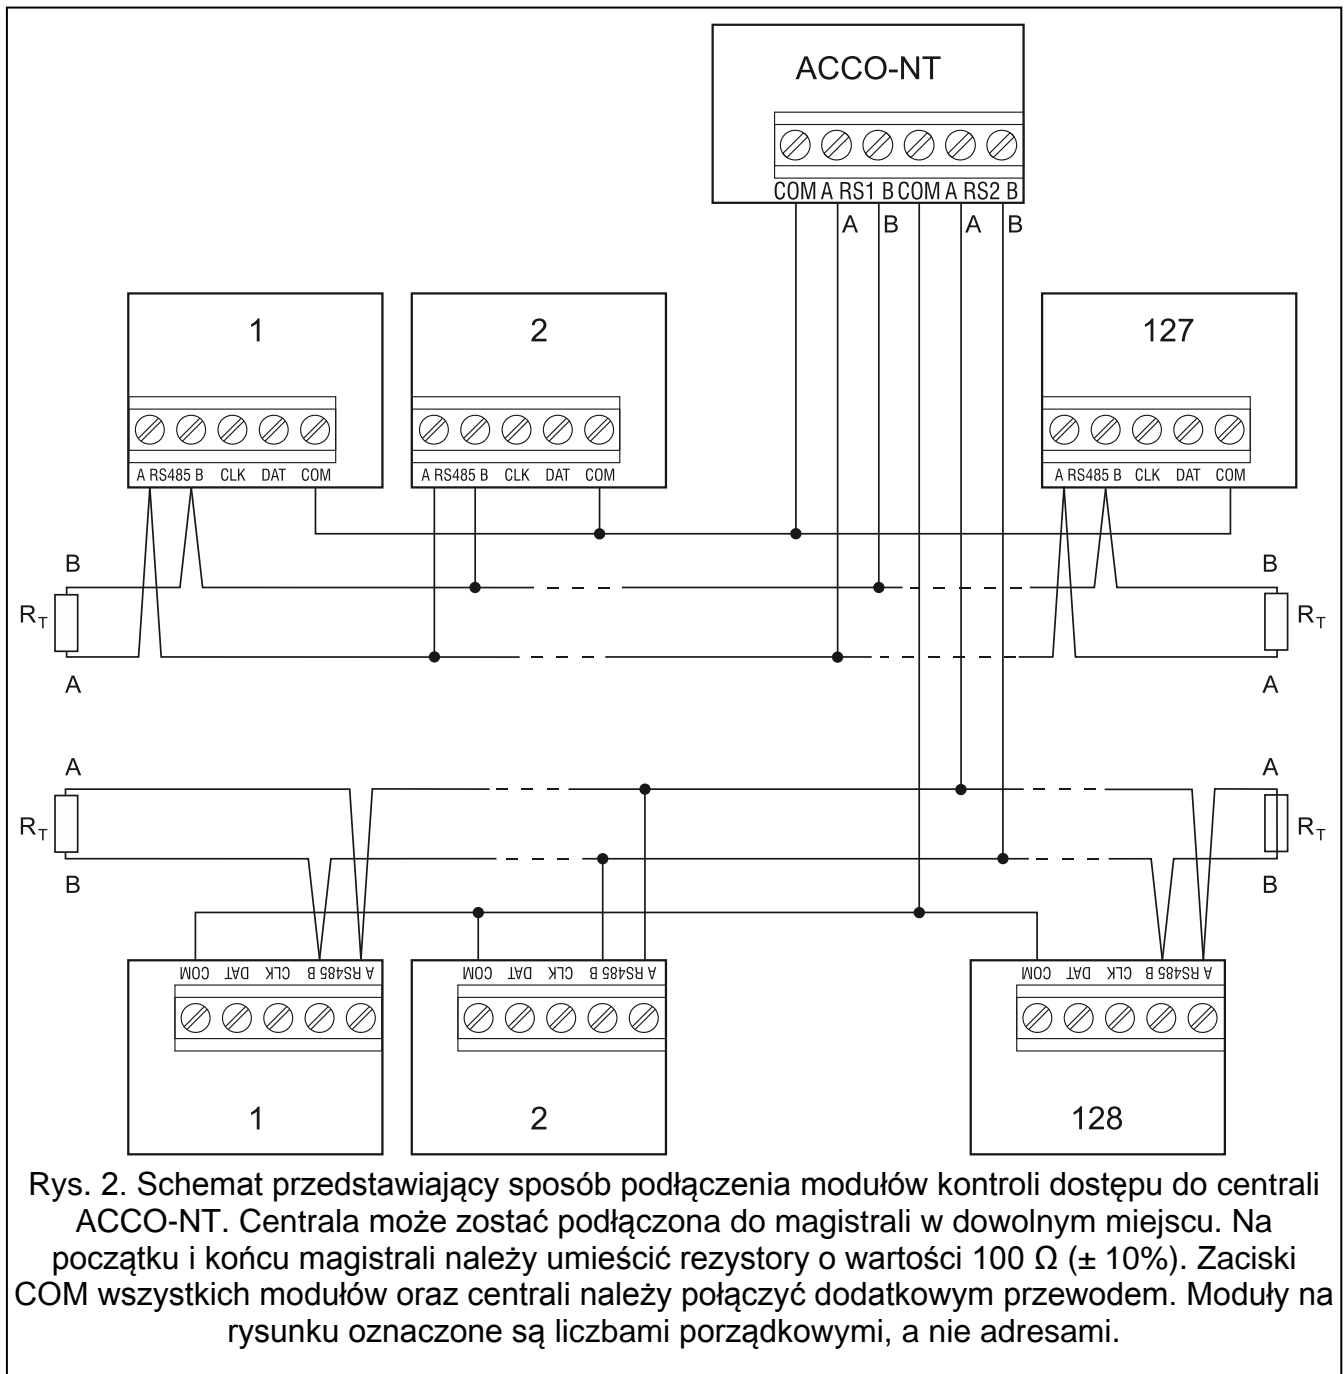 ACCO-NT
COM A RS1 B COM A RS2 B
A B A B
1
2
127
A RS485 B CLK DAT COM
A RS485 B CLK DAT COM
A RS485 B CLK DAT COM
B B
RT RT
A A
A A
RT RT
B B
COM DAT CLK B RS485 A
COM DAT CLK B RS485 A
COM DAT CLK B RS485 A
1
2
128
Rys. 2. Schemat przedstawiający sposób podłączenia modułów kontroli dostępu do centrali
ACCO-NT. Centrala może zostać podłączona do magistrali w dowolnym miejscu. Na
początku i końcu magistrali należy umieścić rezystory o wartości 100 Ω (± 10%). Zaciski
COM wszystkich modułów oraz centrali należy połączyć dodatkowym przewodem. Moduły na
rysunku oznaczone są liczbami porządkowymi, a nie adresami.